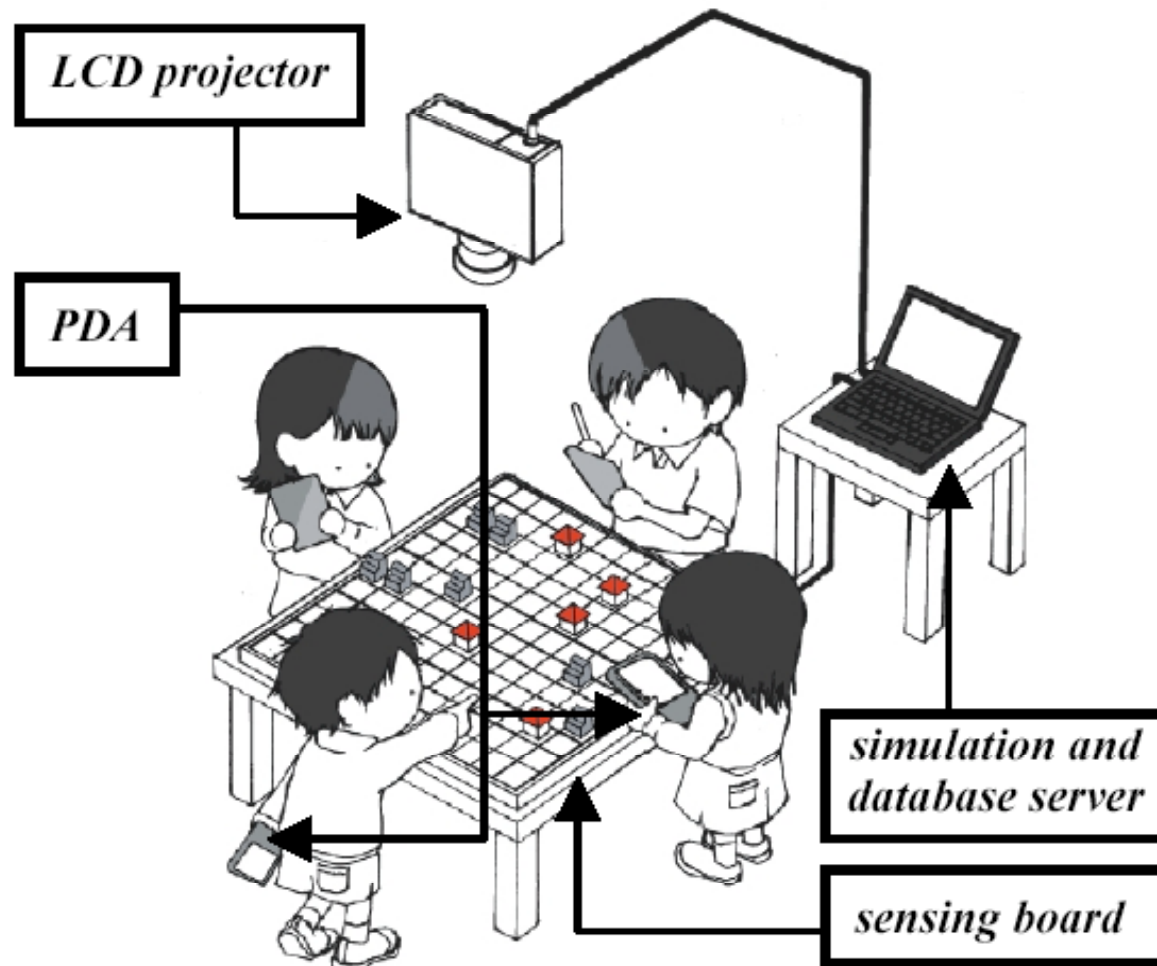 LCD projector
PDA
simulation and
database server
sensing board